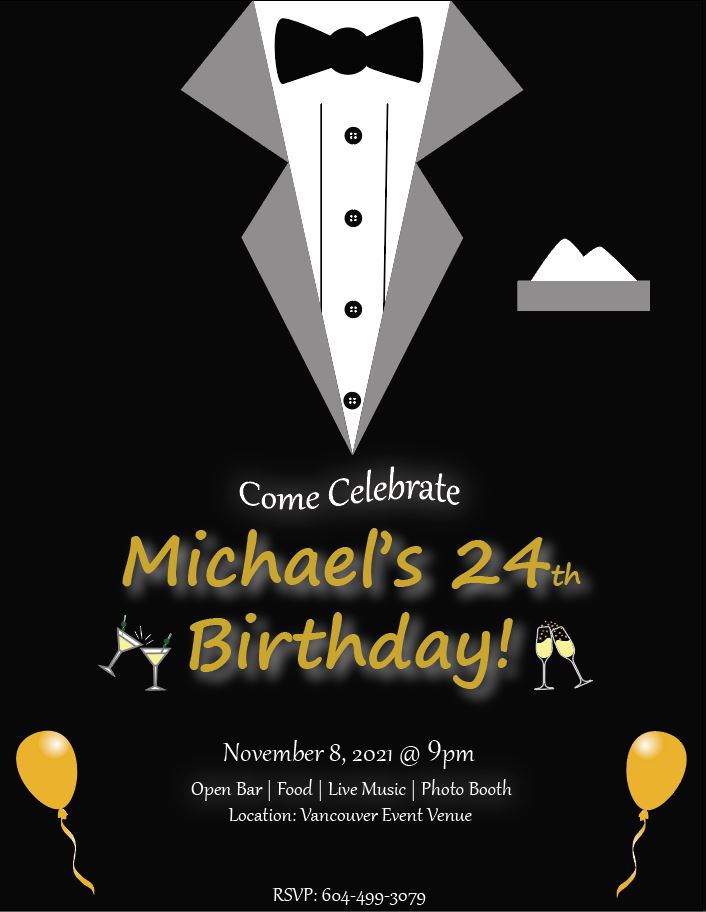 Come Celebrate
Michael's 24th
Birthday!
November 8, 2021 @ 9pm
Open Bar | Food | Live Music | Photo Booth
Location: Vancouver Event Venue
RSVP: 604-499-3079